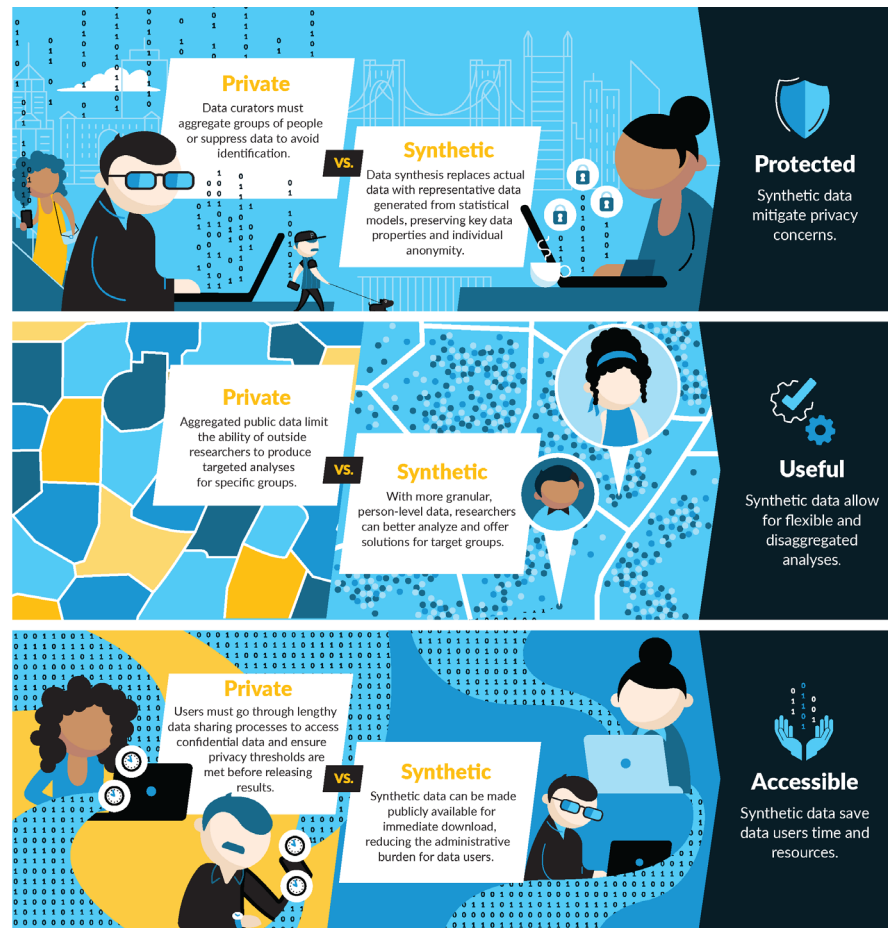 Private
Data curators must
aggregate groups of people
or suppress data to avoid
identification.
VS.
Synthetic
Data synthesis replaces actual
data with representative data
generated from statistical
models, preserving key data
properties and individual
anonymity.
Protected
Synthetic data
mitigate privacy
concerns.
Private
Aggregated public data limit
the ability of outside
researchers to produce
targeted analyses
for specific groups.
VS.
Synthetic
With more granular,
person-level data, researchers
can better analyze and offer
solutions for target groups.
Useful
Synthetic data allow
for flexible and
disaggregated
analyses.
Private
Users must go through lengthy
data sharing processes to access
confidential data and ensure
privacy thresholds are
met before releasing
results.
VS.
Synthetic
Synthetic data can be made
publicly available for
immediate download,
reducing the administrative
burden for data users.
Accessible
Synthetic data save
data users time and
resources.